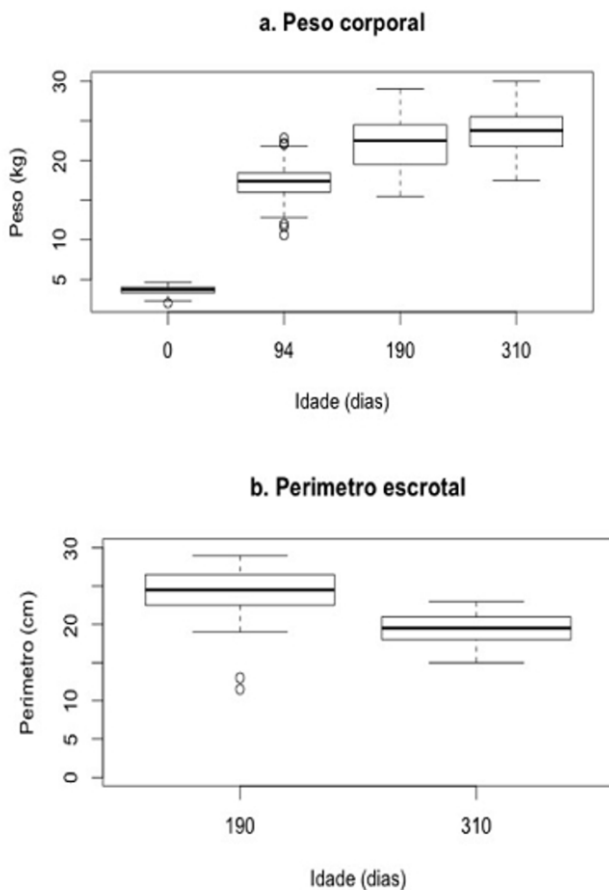 a. Peso corporal
30
20
10
5
Peso (kg)
0 94 190 310
Idade (dias)
b. Perimetro escrotal
30
20
10
5
0
Perimetro (cm)
190 310
Idade (dias)